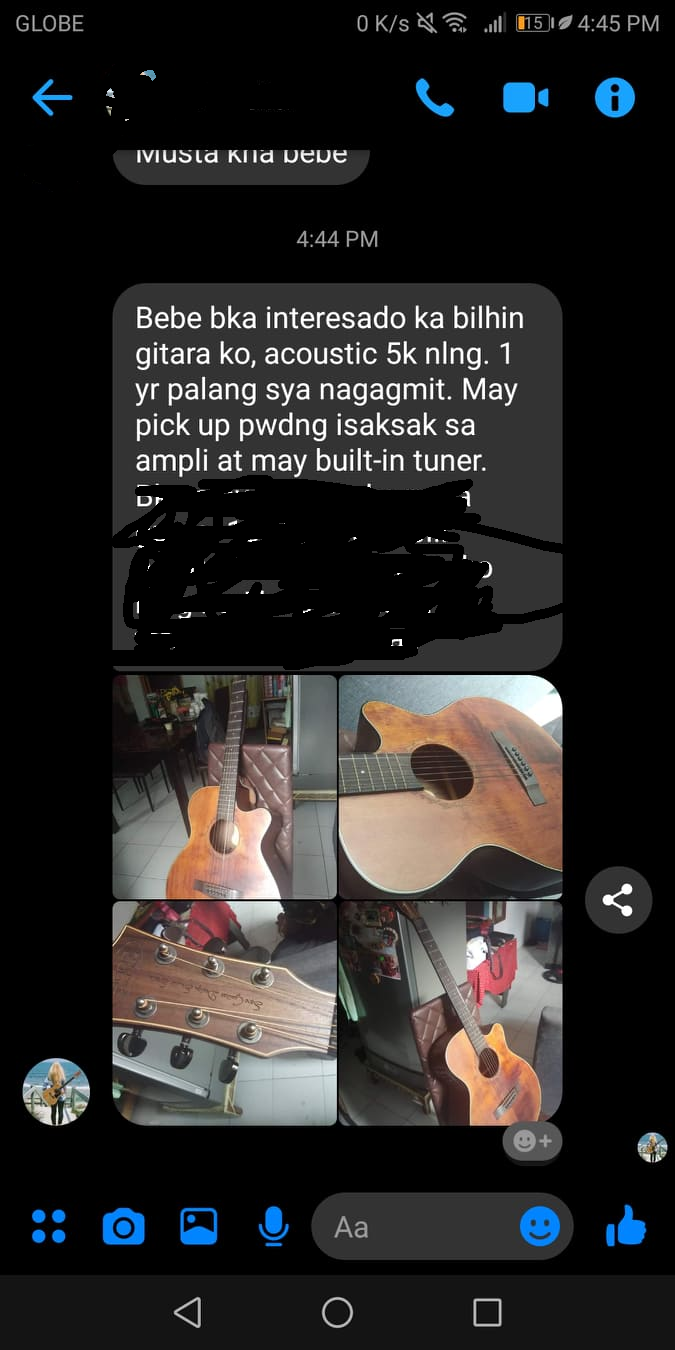 GLOBE 0 K/s 15 4:45 PM
Musta kna bebe
4:44 PM
Bebe bka interesado ka bilhin
gitara ko, acoustic 5k nlng. 1
yr palang sya nagagmit. May
pick up pwdng isaksak sa
ampli at may built-in tuner.
Aa